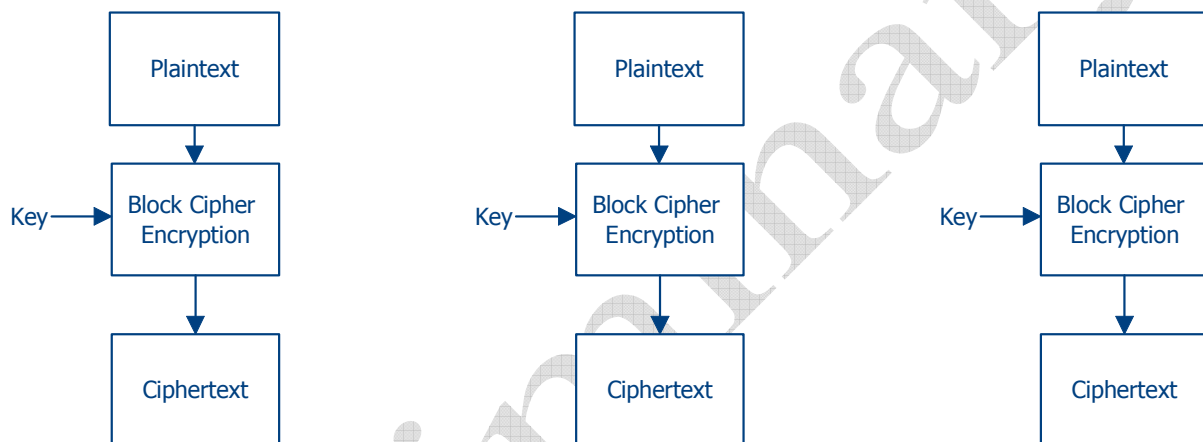 Plaintext
Plaintext
Plaintext
Key
Block Cipher
Encryption
Key
Block Cipher
Encryption
Key
Block Cipher
Encryption
Ciphertext
Ciphertext
Ciphertext